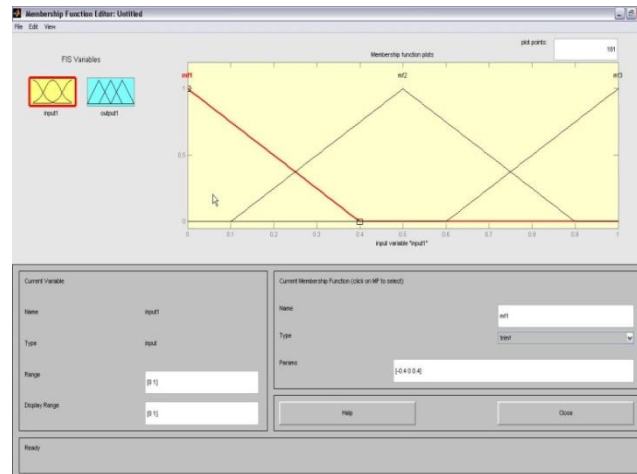 Membership Function Editor: Untitled
File Edit View
FIS Variables
input1
output1
Membership function plots
plot points:
181
mf1
mf2
mf3
1
0.5
0
0 0.1 0.2 0.3 0.4 0.5 0.6 0.7 0.8 0.9 1
input variable "input1"
Current Variable
Name input1
Type input
Range [0 1]
Display Range [0 1]
Current Membership Function (click on MF to select)
Name mf1
Type trimf
Params [-0.4 0 0.4]
Help
Close
Ready